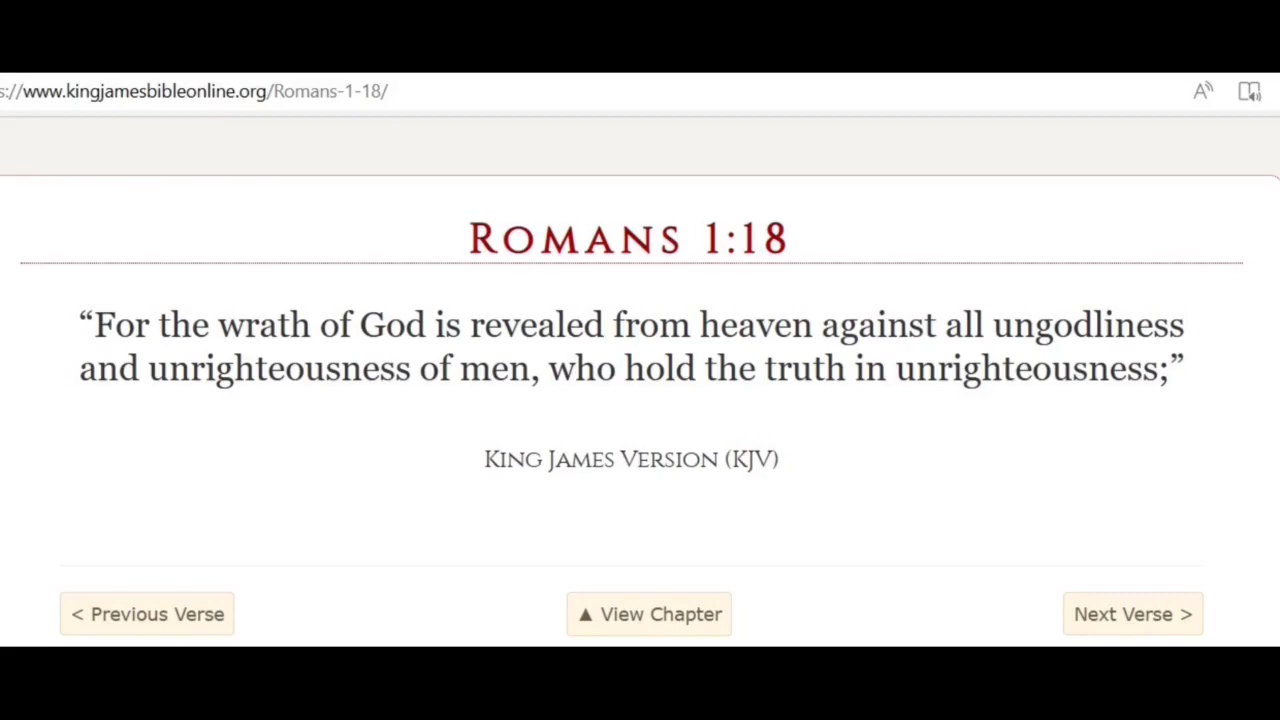 s://www.kingjamesbibleonline.org/Romans-1-18/
Romans 1:18
“For the wrath of God is revealed from heaven against all ungodliness
and unrighteousness of men, who hold the truth in unrighteousness;”
King James Version (KJV)
< Previous Verse
▲ View Chapter
Next Verse >